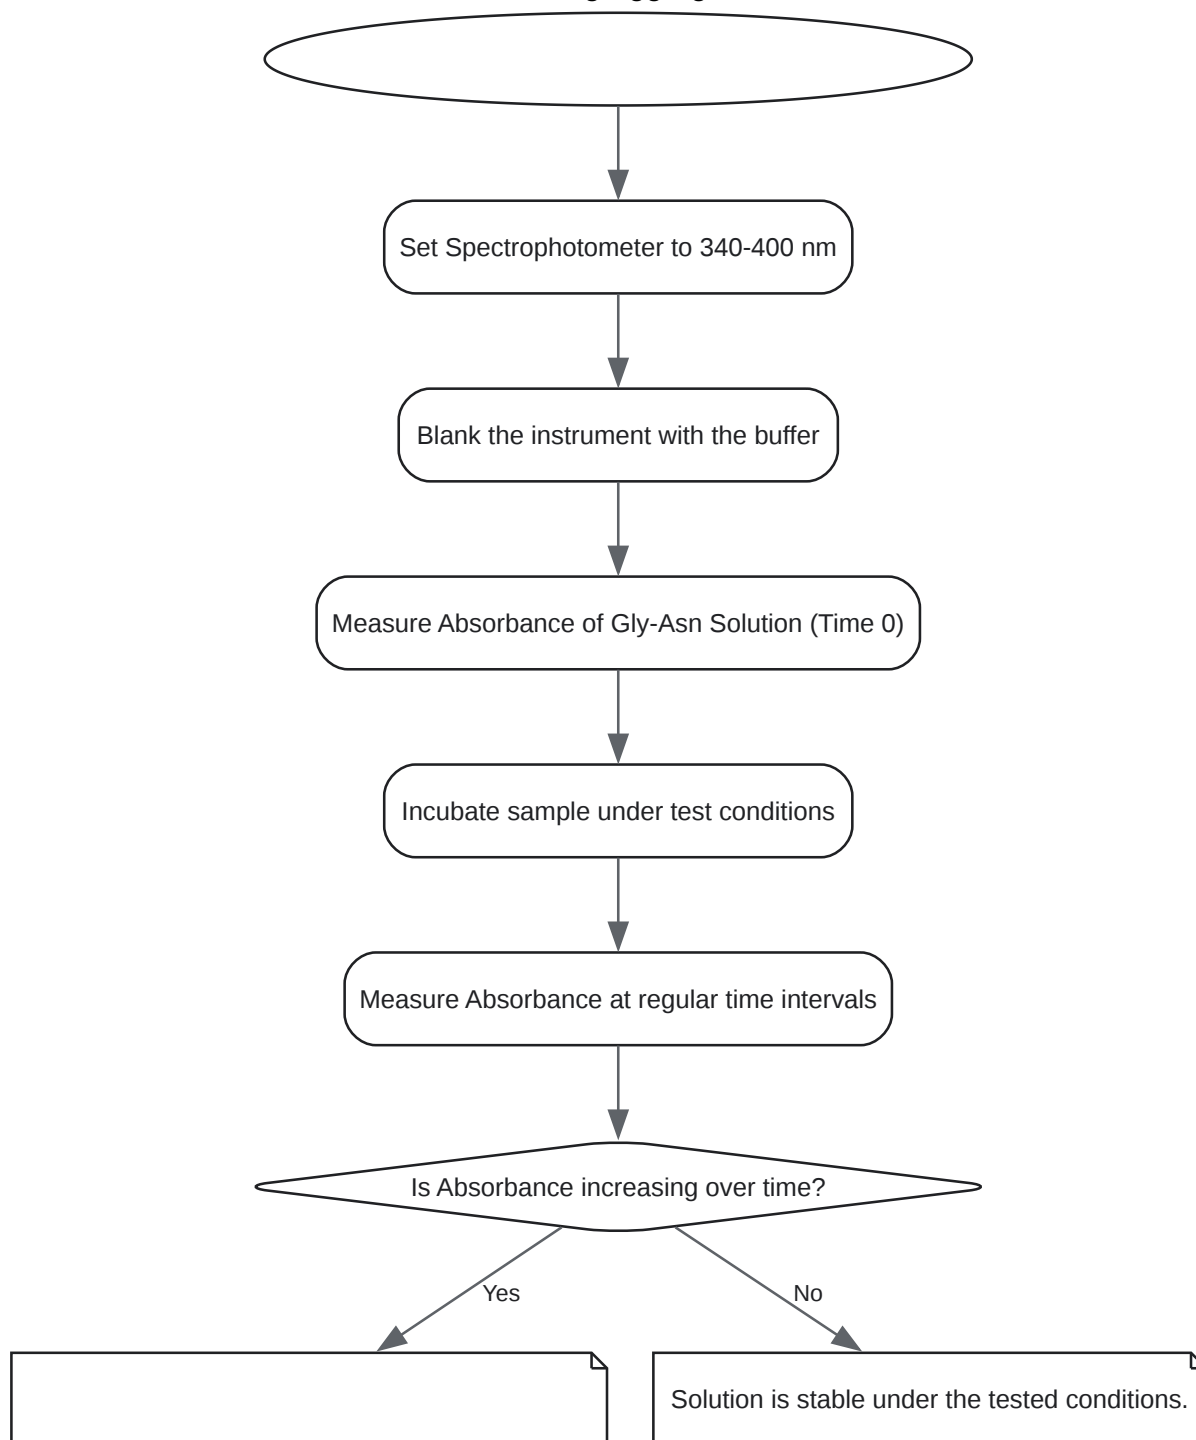 Set Spectrophotometer to 340-400 nm
Blank the instrument with the buffer
Measure Absorbance of Gly-Asn Solution (Time 0)
Incubate sample under test conditions
Measure Absorbance at regular time intervals
Is Absorbance increasing over time?
Yes
No
Solution is stable under the tested conditions.